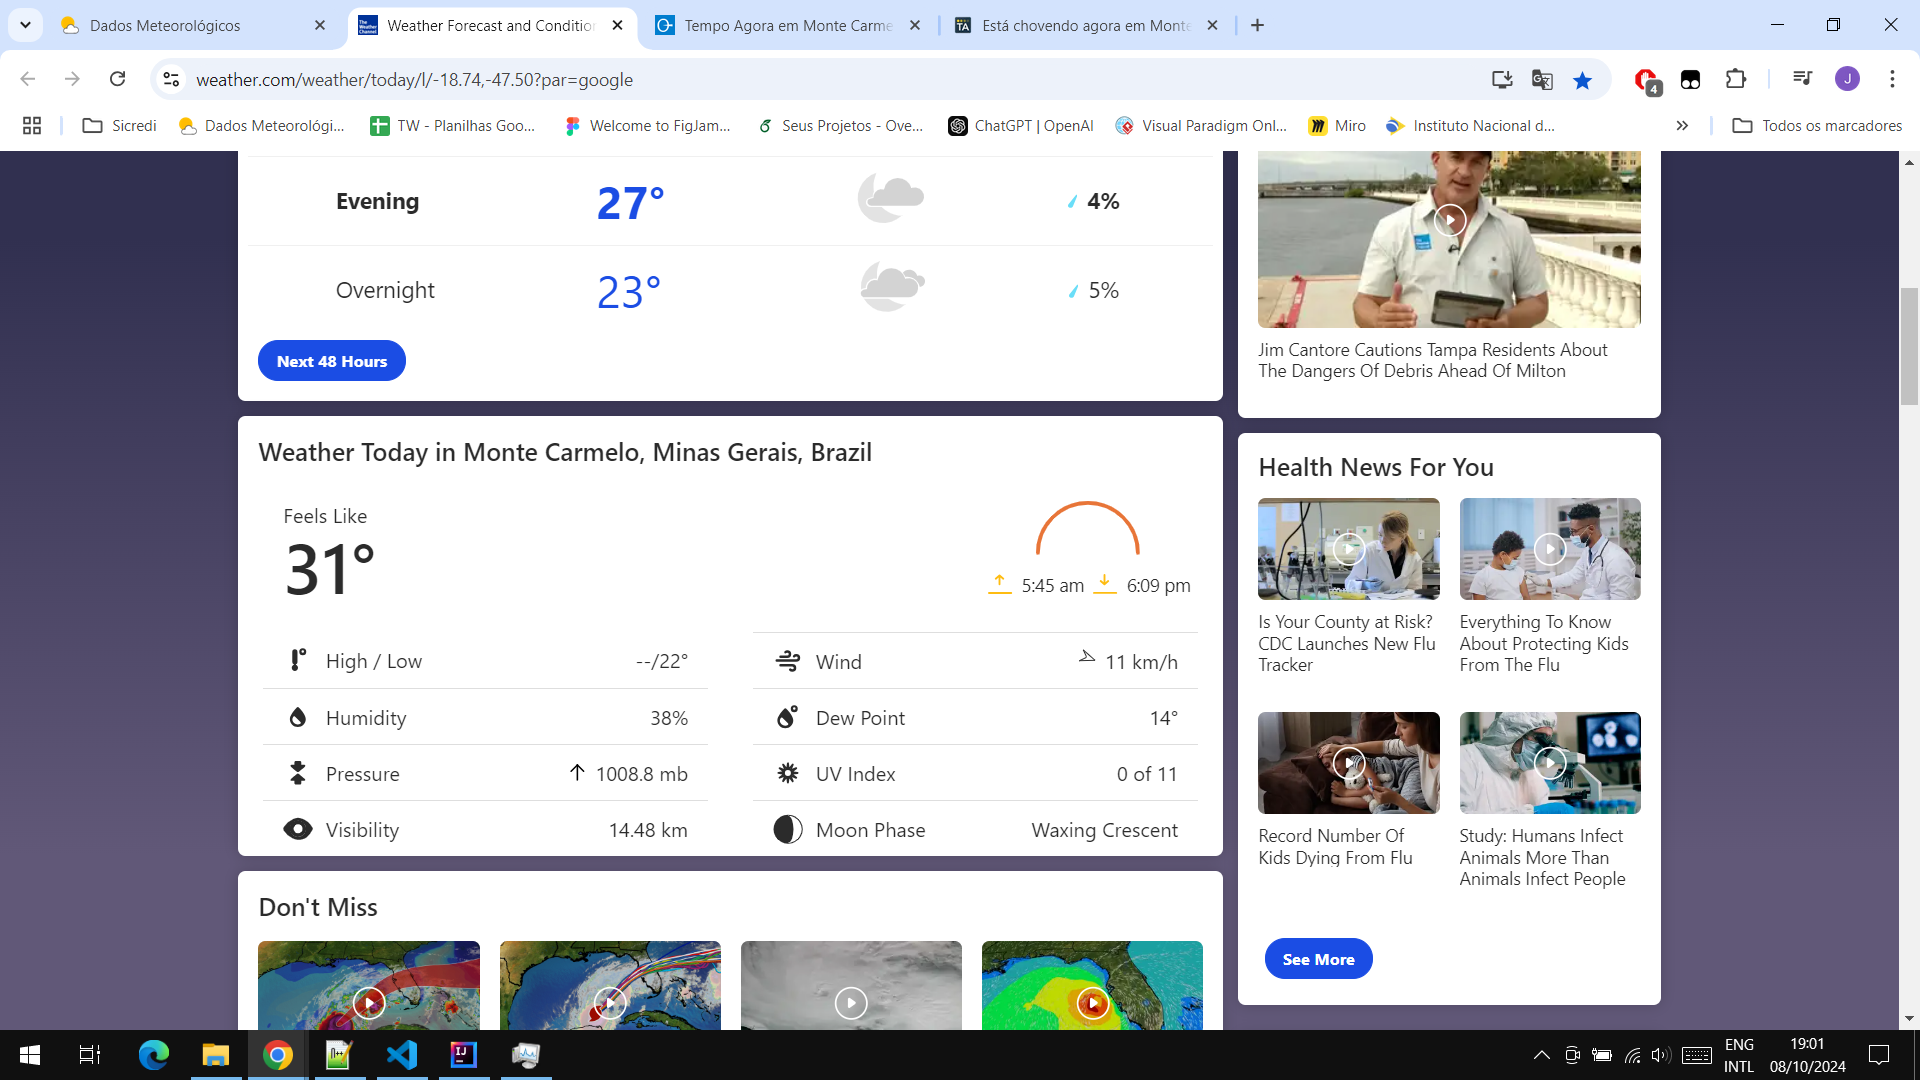 Dados Meteorológicos
Weather Forecast and Condition
Tempo Agora em Monte Carme
Está chovendo agora em Monte
weather.com/weather/today/l/-18.74,-47.50?par=google
4
J
Sicredi
Dados Meteorológi...
TW - Planilhas Goo...
Welcome to FigJam...
Seus Projetos - Ove...
ChatGPT | OpenAI
Visual Paradigm Onl...
Miro
Instituto Nacional d...
Todos os marcadores
Evening
27°
4%
Overnight
23°
5%
Next 48 Hours
Weather Today in Monte Carmelo, Minas Gerais, Brazil
Feels Like
31°
5:45 am
6:09 pm
High / Low
--/22°
Wind
11 km/h
Humidity
38%
Dew Point
14°
Pressure
1008.8 mb
UV Index
0 of 11
Visibility
14.48 km
Moon Phase
Waxing Crescent
Don't Miss
Jim Cantore Cautions Tampa Residents About
The Dangers Of Debris Ahead Of Milton
Health News For You
Is Your County at Risk?
CDC Launches New Flu
Tracker
Everything To Know
About Protecting Kids
From The Flu
Record Number Of
Kids Dying From Flu
Study: Humans Infect
Animals More Than
Animals Infect People
See More
ENG
INTL
19:01
08/10/2024